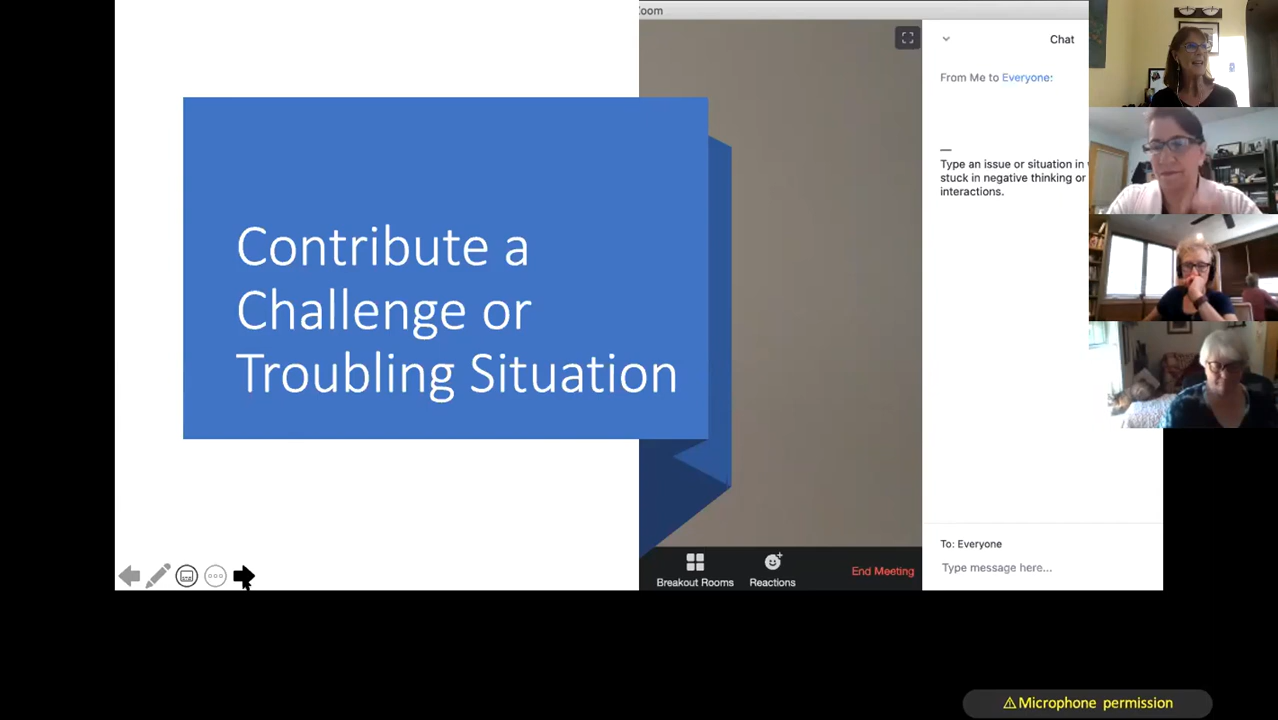 Zoom
Chat
From Me to Everyone:
Type an issue or situation in
stuck in negative thinking or
interactions.
Contribute a
Challenge or
Troubling Situation
To: Everyone
Type message here...
Breakout Rooms
Reactions
End Meeting
Microphone permission